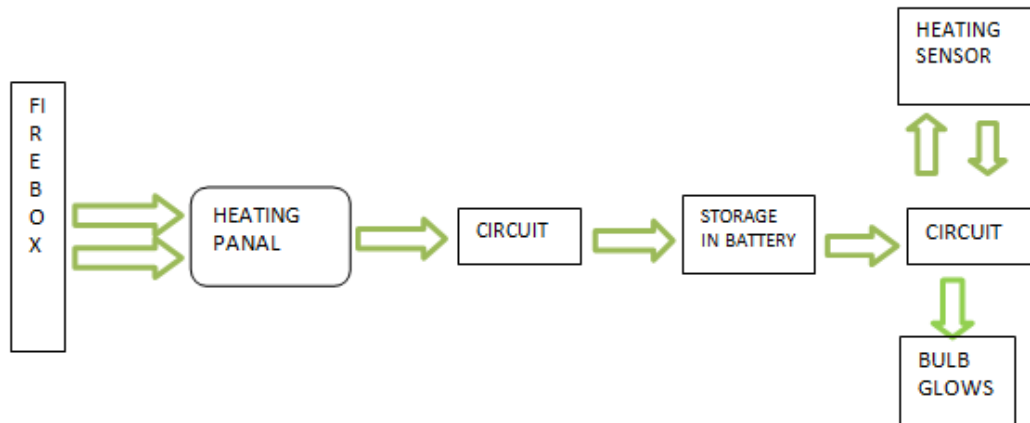 FI
R
E
B
O
X
HEATING
PANAL
CIRCUIT
STORAGE
IN BATTERY
HEATING
SENSOR
CIRCUIT
BULB
GLOWS